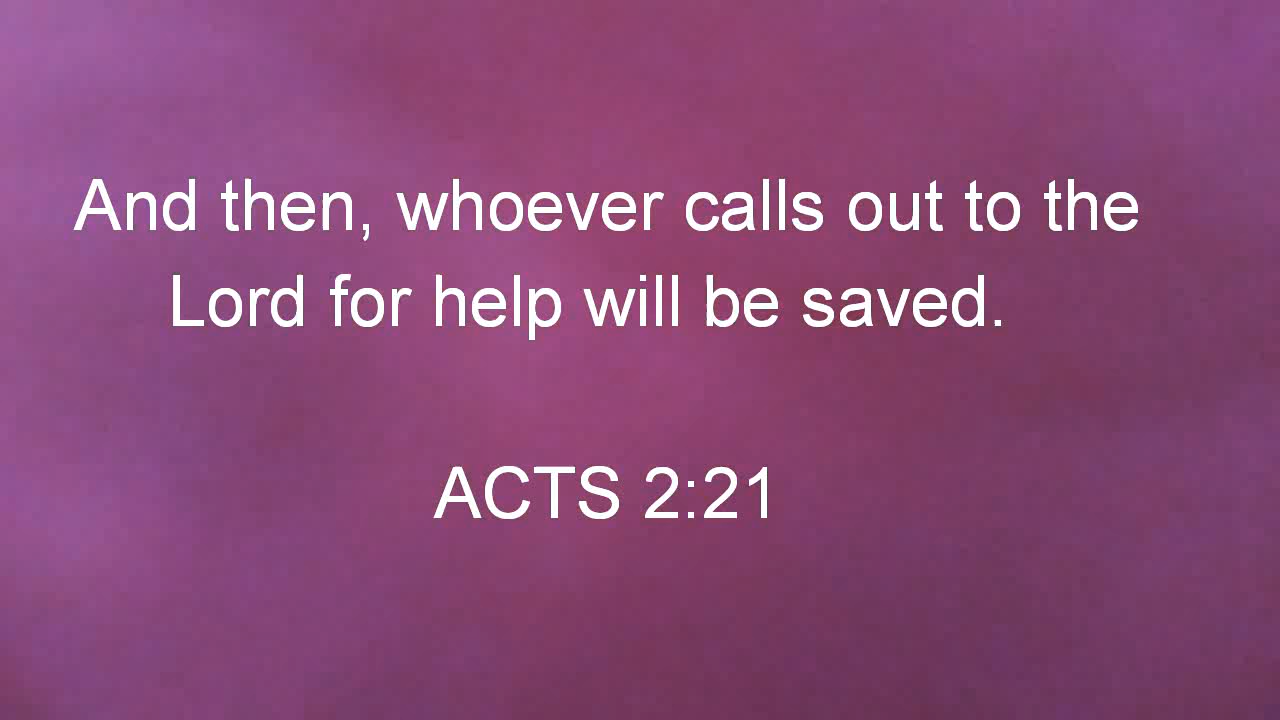 And then, whoever calls out to the
Lord for help will be saved.
ACTS 2:21